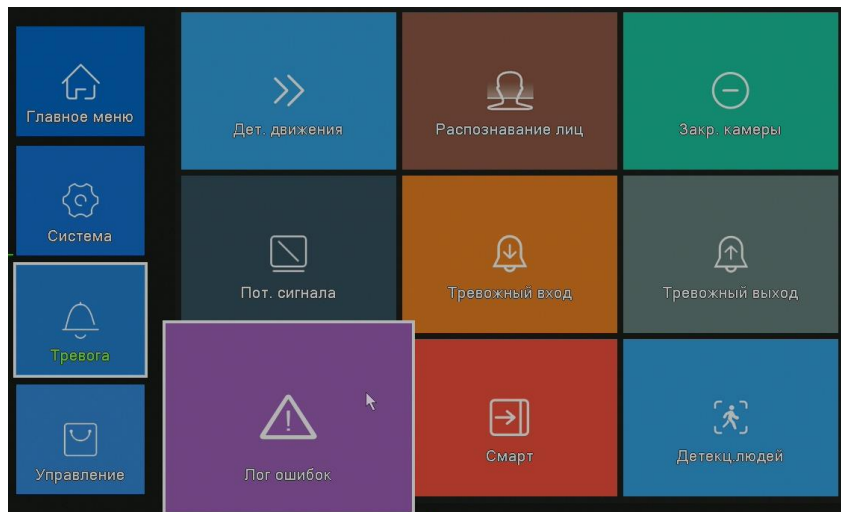 Главное меню
Дет. движения
Распознавание лиц
Закр. камеры
Система
Пот. сигнала
Тревожный вход
Тревожный выход
Тревога
Управление
Лог ошибок
Смарт
Детекц.людей